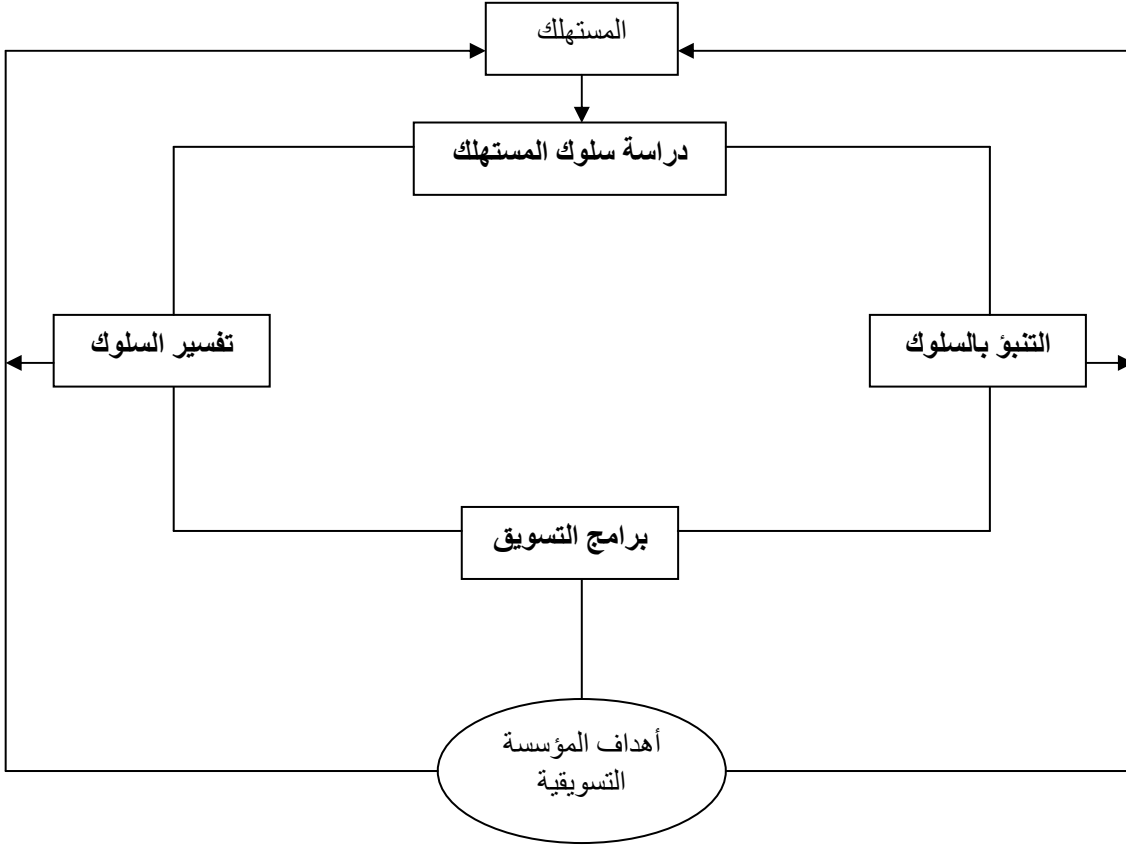 المستهلك
دراسة سلوك المستهلك
تفسير السلوك
التنبؤ بالسلوك
برامج التسويق
أهداف المؤسسة
التسويقية